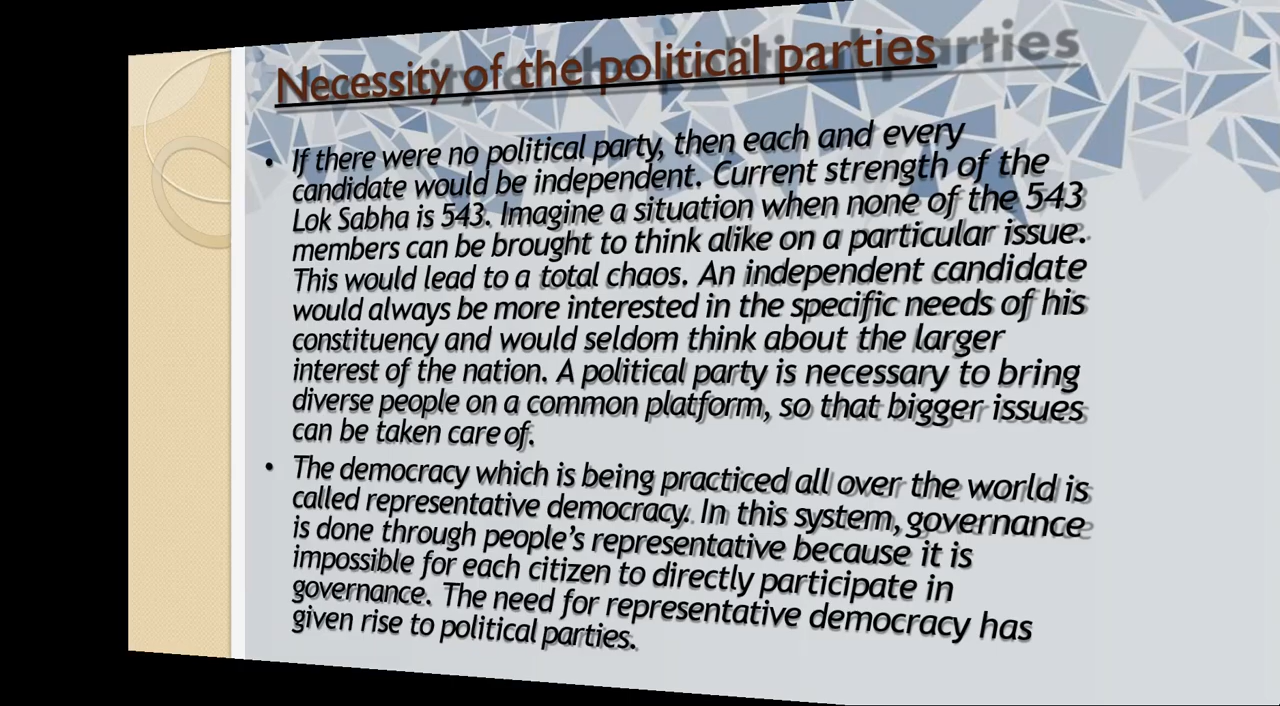 Necessity of the political parties
• If there were no political party, then each and every
candidate would be independent. Current strength of the
Lok Sabha is 543. Imagine a situation when none of the 543
members can be brought to think alike on a particular issue.
This would lead to a total chaos. An independent candidate
would always be more interested in the specific needs of his
constituency and would seldom think about the larger
interest of the nation. A political party is necessary to bring
diverse people on a common platform, so that bigger issues
can be taken care of.
• The democracy which is being practiced all over the world is
called representative democracy. In this system, governance
is done through people’s representative because it is
impossible for each citizen to directly participate in
governance. The need for representative democracy has
given rise to political parties.